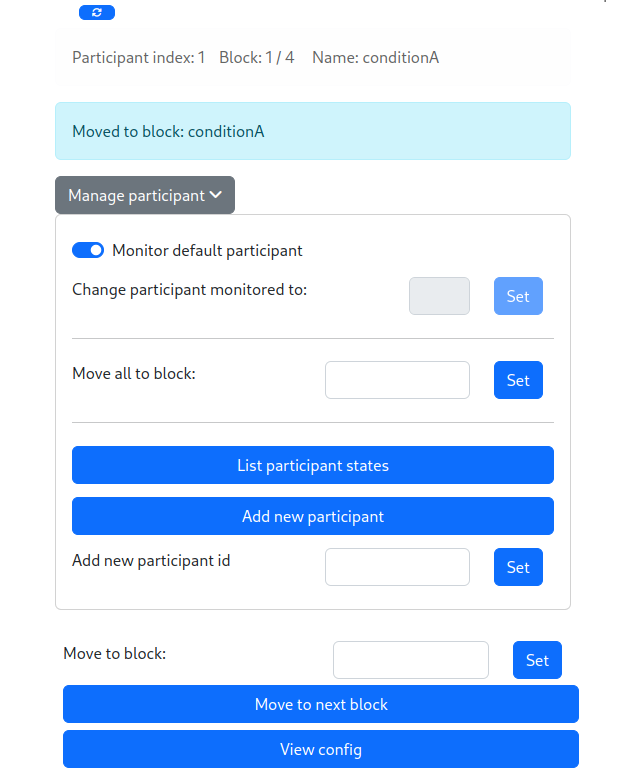 Participant index: 1 Block: 1 / 4 Name: conditionA
Moved to block: conditionA
Manage participant
Monitor default participant
Change participant monitored to: Set
Move all to block: Set
List participant states
Add new participant
Add new participant id Set
Move to block: Set
Move to next block
View config